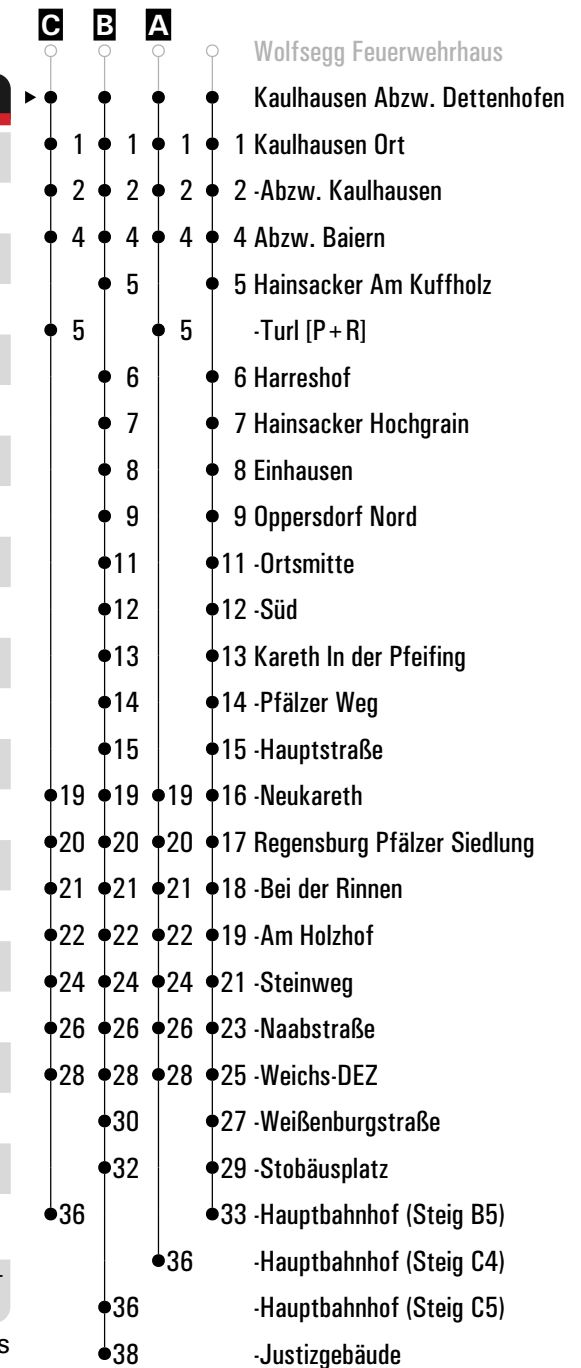 C B A
Wolfsegg Feuerwehrhaus
Kaulhausen Abzw. Dettenhofen
1 1 1 1 Kaulhausen Ort
2 2 2 2 -Abzw. Kaulhausen
4 4 4 4 Abzw. Baiern
5 5 Hainsacker Am Kuffholz
5 5 -Turl [P+R]
6 6 Harreshof
7 7 Hainsacker Hochgrain
8 8 Einhausen
9 9 Oppersdorf Nord
11 11 -Ortsmitte
12 12 -Süd
13 13 Kareth In der Pfeifing
14 14 -Pfälzer Weg
15 15 -Hauptstraße
19 19 19 16 -Neukareth
20 20 20 17 Regensburg Pfälzer Siedlung
21 21 21 18 -Bei der Rinnen
22 22 22 19 -Am Holzhof
24 24 24 21 -Steinweg
26 26 26 23 -Naabstraße
28 28 28 25 -Weichs-DEZ
30 27 -Weißenburgstraße
32 29 -Stobäusplatz
36 33 -Hauptbahnhof (Steig B5)
36 -Hauptbahnhof (Steig C4)
36 -Hauptbahnhof (Steig C5)
s 38 -Justizgebäude